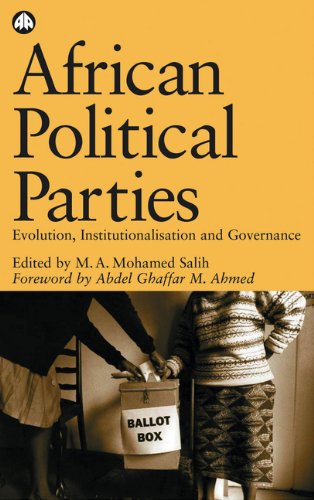 African
Political
Parties
Evolution, Institutionalisation and Governance
Edited by M. A. Mohamed Salih
Foreword by Abdel Ghaffar M. Ahmed
BALLOT
BOX